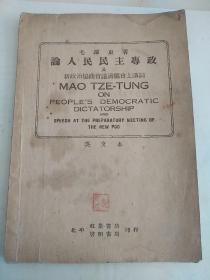 毛澤東著
論人民民主專政
及
新政治協商會議籌備會上講詞
MAO TZE-TUNG
ON
PEOPLE'S DEMOCRATIC
DICTATORSHIP
AND
SPEECH AT THE PREPARATORY MEETING OF
THE NEW PCC
英文本